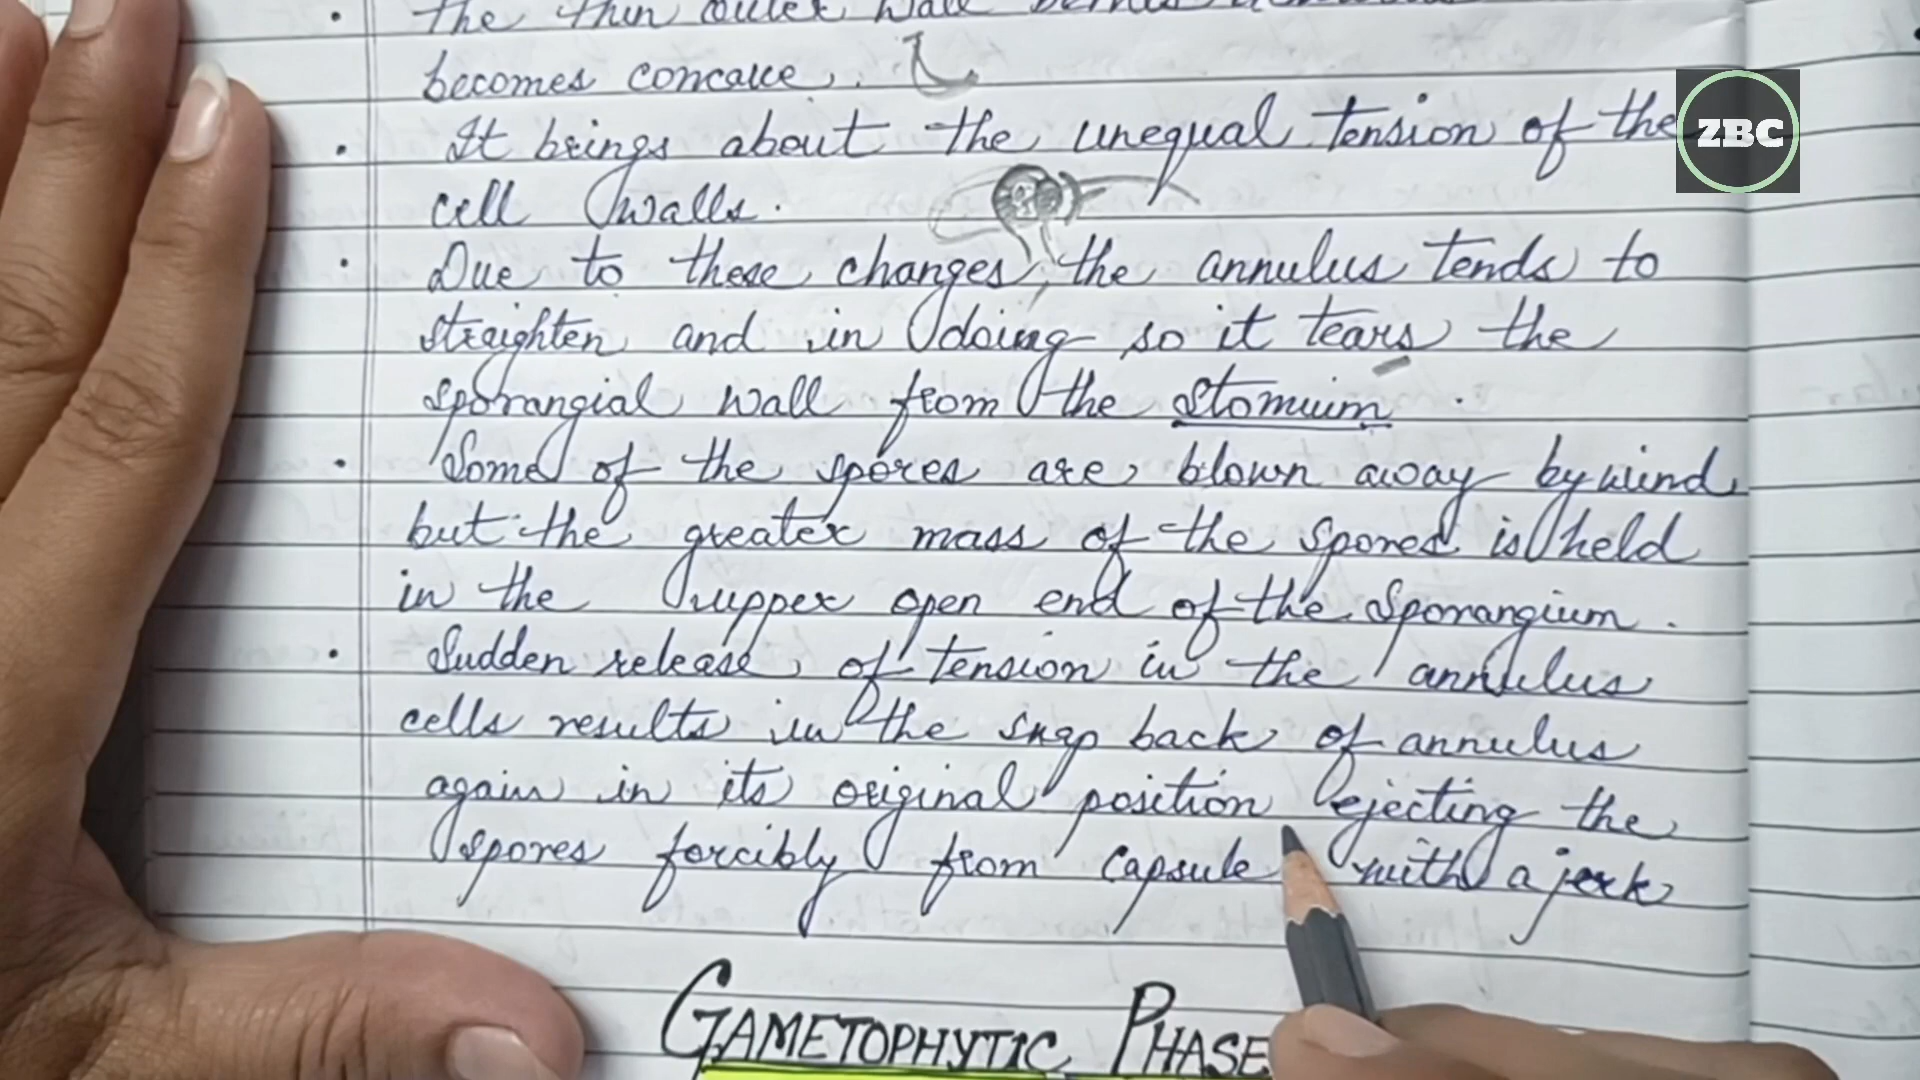 the thin outer wall
becomes concave.
• It brings about the unequal tension of the
cell walls.
• Due to these changes, the annulus tends to
straighten and in doing so it tears the
sporangial wall from the stomium.
• Some of the spores are blown away by wind
but the greater mass of the spores is held
in the upper open end of the sporangium.
• Sudden release of tension in the annulus
cells results in the snap back of annulus
again in its original position ejecting the
spores forcibly from capsule with a jerk
GAMETOPHYTIC PHASE
ZBC